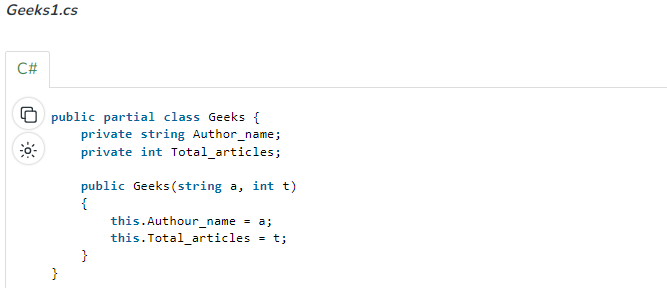 Geeks1.cs
C#
public partial class Geeks {
    private string Author_name;
    private int Total_articles;

    public Geeks(string a, int t)
    {
        this.Authour_name = a;
        this.Total_articles = t;
    }
}